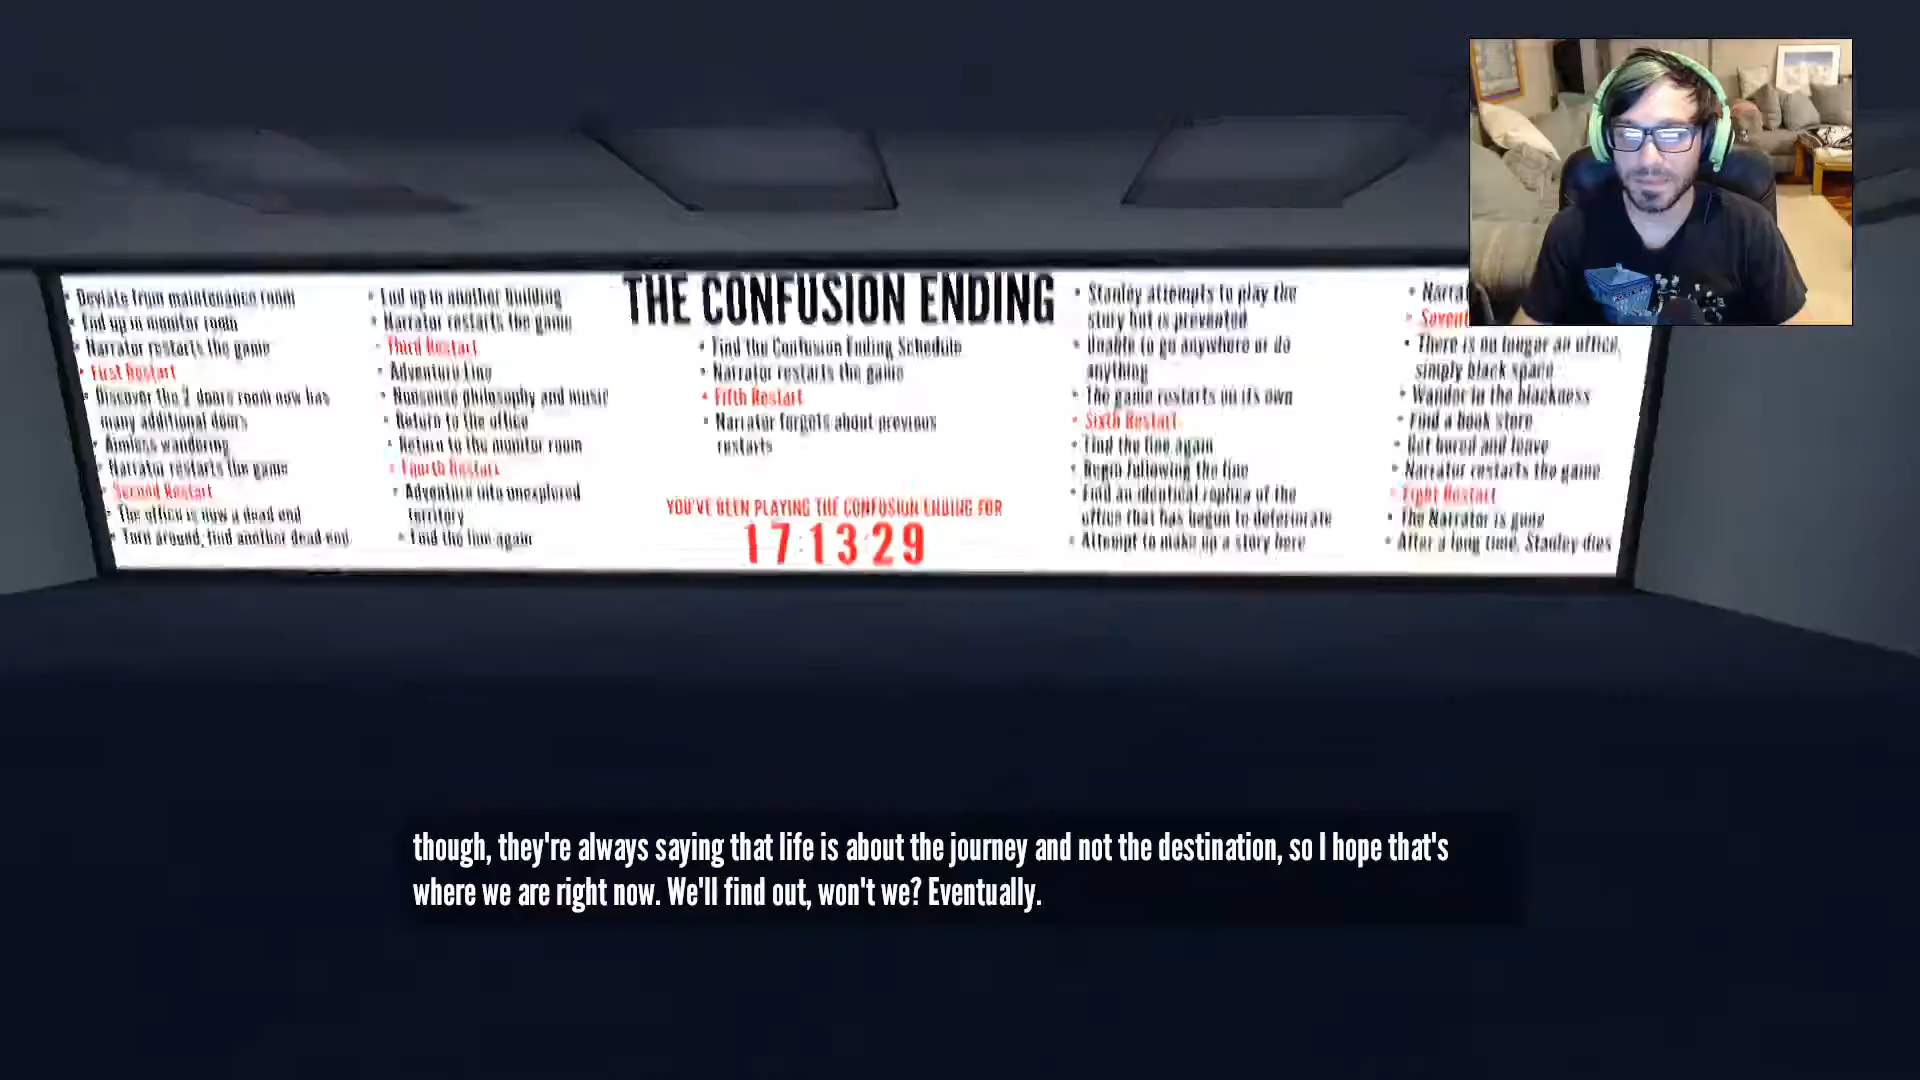 Deviate from maintenance room
End up in monitor room
Narrator restarts the game
First Restart
Discover the 2 doors room now has
many additional doors
Aimless wandering
Narrator restarts the game
Second Restart
The office is now a dead end
Turn around, find another dead end
End up in another building
Narrator restarts the game
Third Restart
Adventure Line
Nonsense philosophy and music
Return to the office
Return to the monitor room
Fourth Restart
Adventure into unexplored
territory
Find the line again
THE CONFUSION ENDING
Find the Confusion Ending Schedule
Narrator restarts the game
Fifth Restart
Narrator forgets about previous
restarts
YOU'VE BEEN PLAYING THE CONFUSION ENDING FOR
17:13:29
Stanley attempts to play the
story but is prevented
Unable to go anywhere or do
anything
The game restarts on its own
Sixth Restart
Find the line again
Begin following the line
Find an identical replica of the
office that has begun to deteriorate
Attempt to make up a story here
Narrat
Sevent
There is no longer an office,
simply black space
Wander in the blackness
Find a book store
Get bored and leave
Narrator restarts the game
Eight Restart
The Narrator is gone
After a long time, Stanley dies
though, they're always saying that life is about the journey and not the destination, so I hope that's
where we are right now. We'll find out, won't we? Eventually.